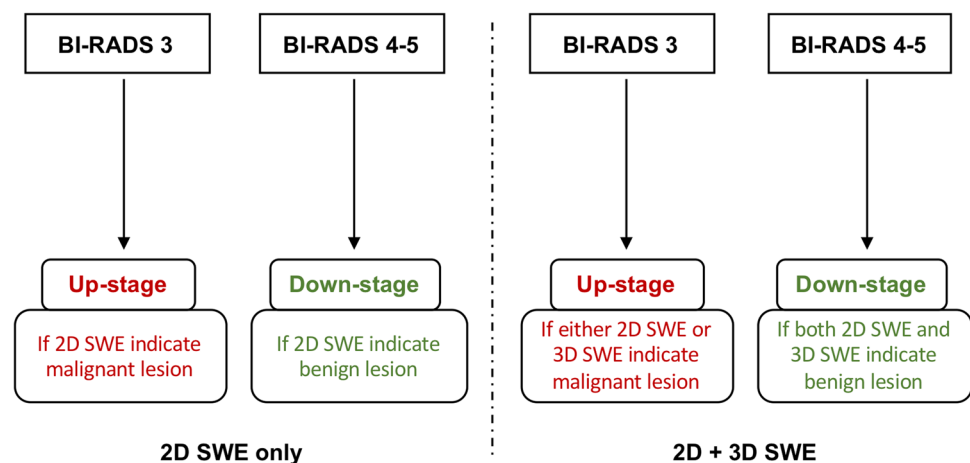 BI-RADS 3
BI-RADS 4-5
Up-stage
Down-stage
If 2D SWE indicate
malignant lesion
If 2D SWE indicate
benign lesion
2D SWE only
BI-RADS 3
BI-RADS 4-5
Up-stage
Down-stage
If either 2D SWE or
3D SWE indicate
malignant lesion
If both 2D SWE and
3D SWE indicate
benign lesion
2D + 3D SWE